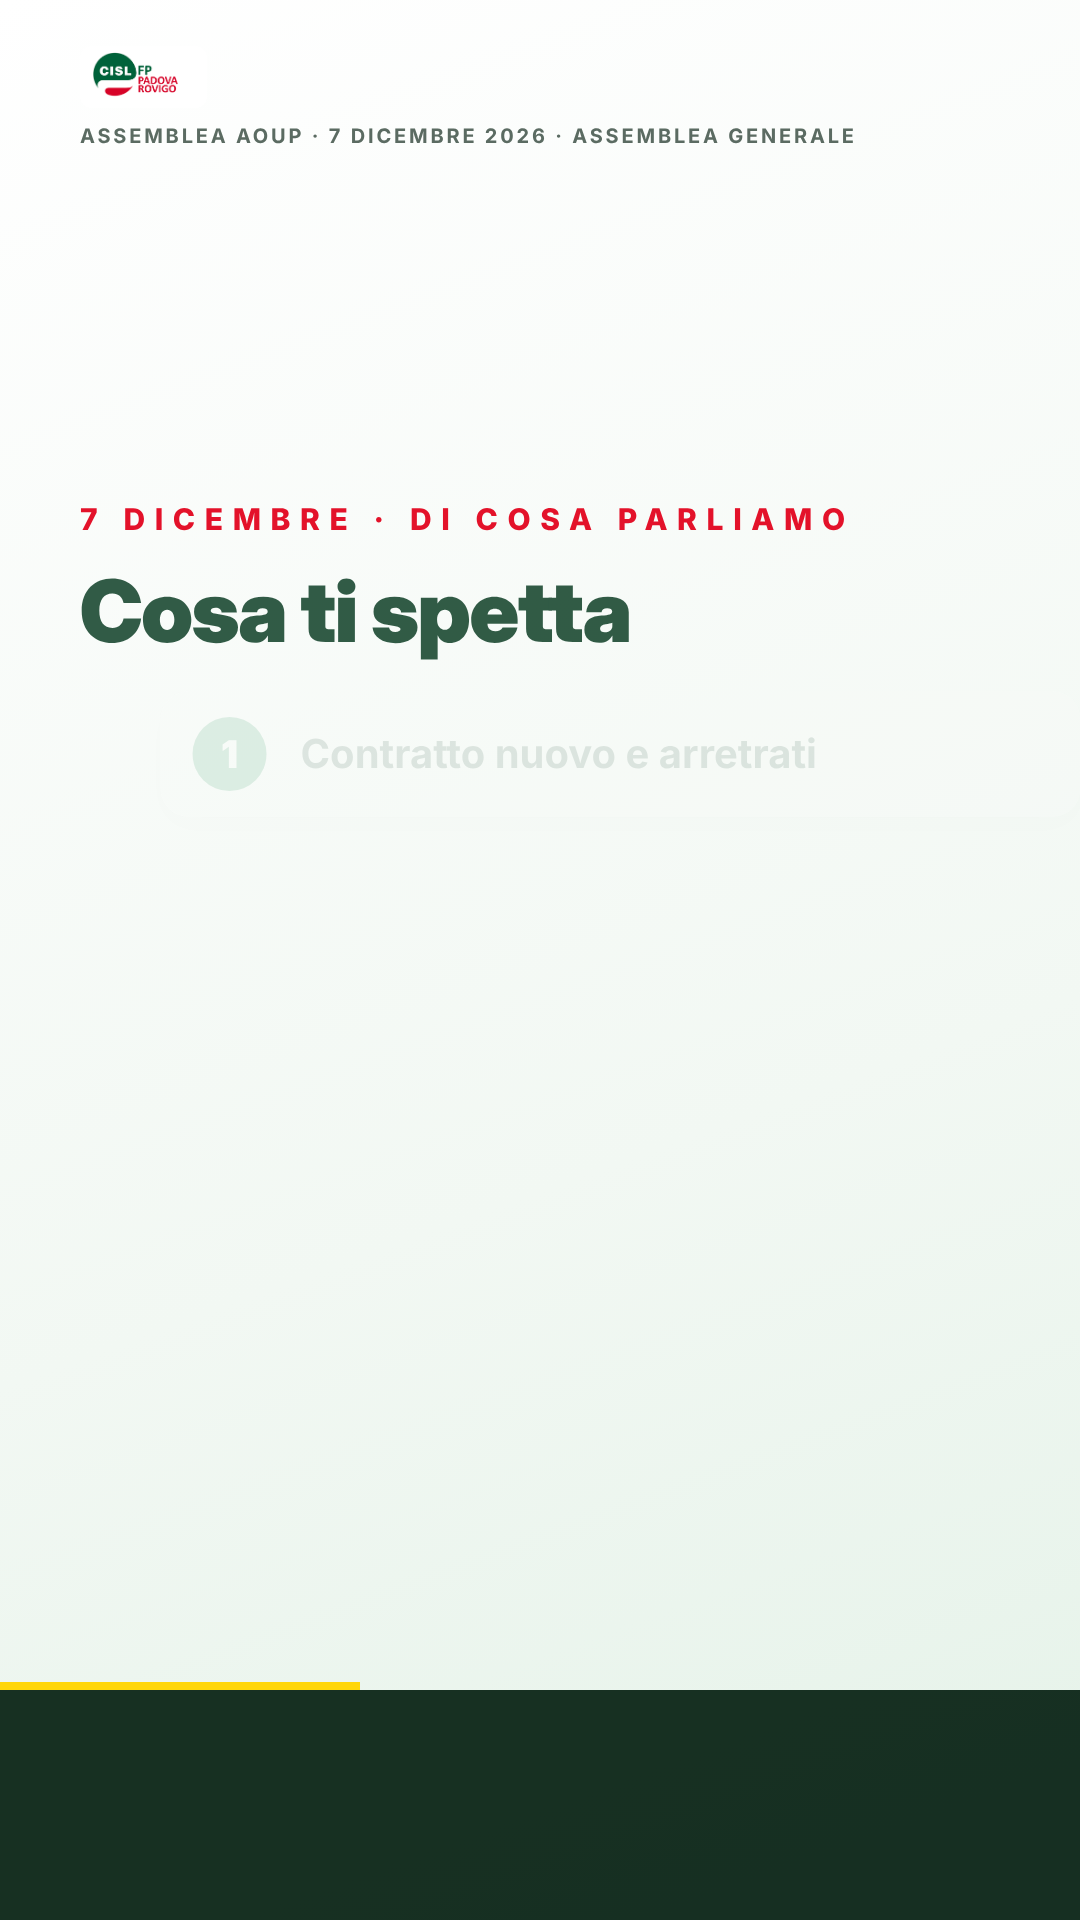 CISL FP
PADOVA
ROVIGO
ASSEMBLEA AOUP · 7 DICEMBRE 2026 · ASSEMBLEA GENERALE
7 DICEMBRE · DI COSA PARLIAMO
Cosa ti spetta
1 Contratto nuovo e arretrati